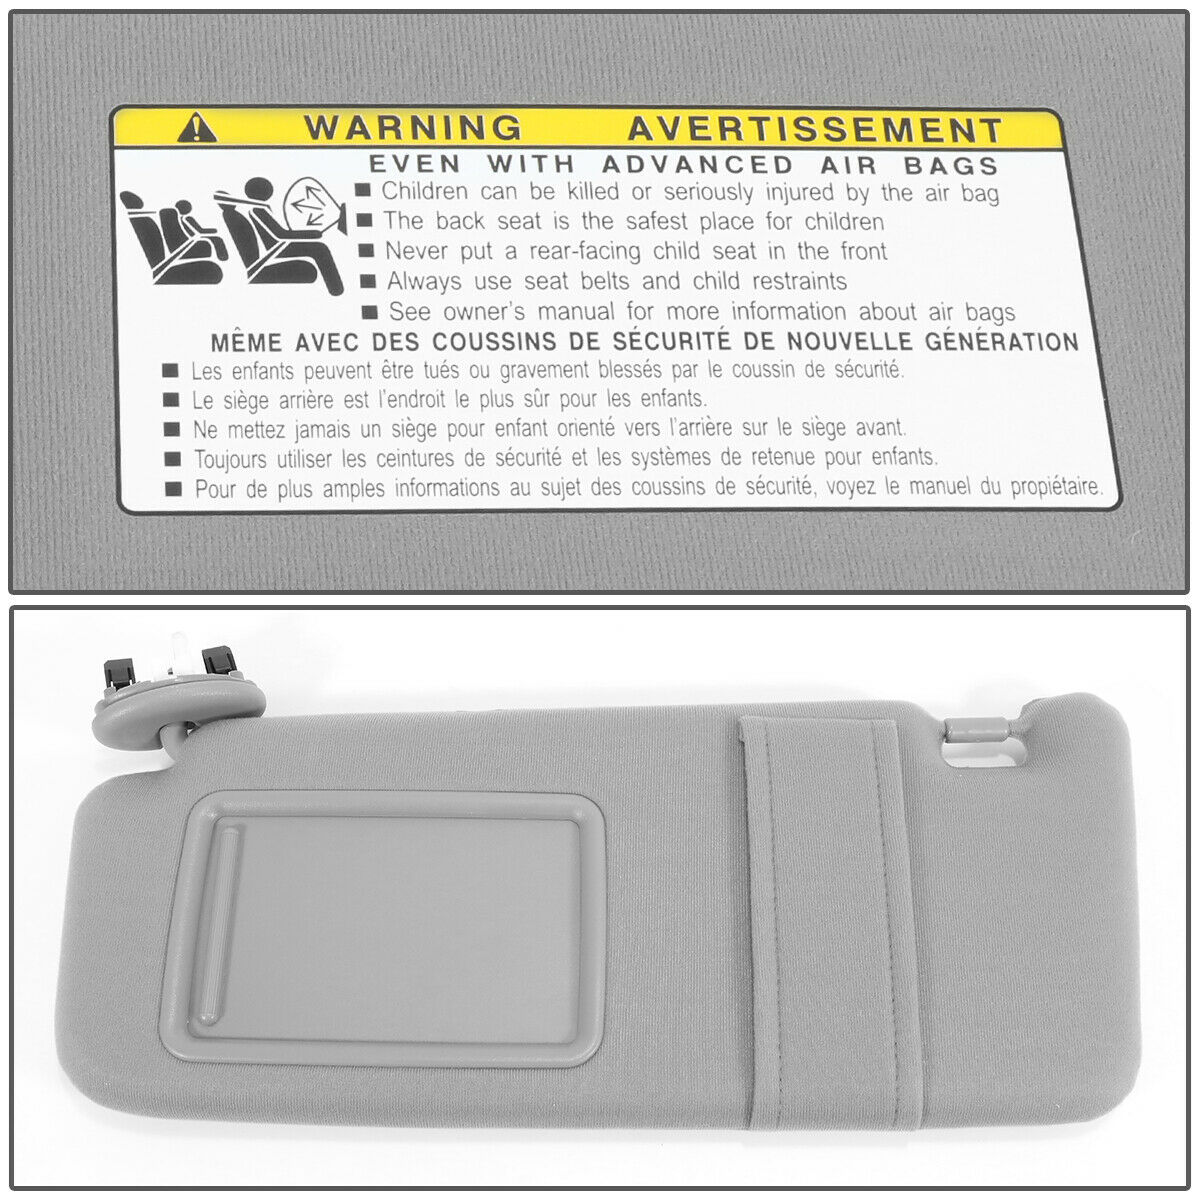 WARNING AVERTISSEMENT
EVEN WITH ADVANCED AIR BAGS
■ Children can be killed or seriously injured by the air bag
■ The back seat is the safest place for children
■ Never put a rear-facing child seat in the front
■ Always use seat belts and child restraints
■ See owner's manual for more information about air bags
MÊME AVEC DES COUSSINS DE SÉCURITÉ DE NOUVELLE GÉNÉRATION
■ Les enfants peuvent être tués ou gravement blessés par le coussin de sécurité.
■ Le siège arrière est l'endroit le plus sûr pour les enfants.
■ Ne mettez jamais un siège pour enfant orienté vers l'arrière sur le siège avant.
■ Toujours utiliser les ceintures de sécurité et les systèmes de retenue pour enfants.
■ Pour de plus amples informations au sujet des coussins de sécurité, voyez le manuel du propiétaire.